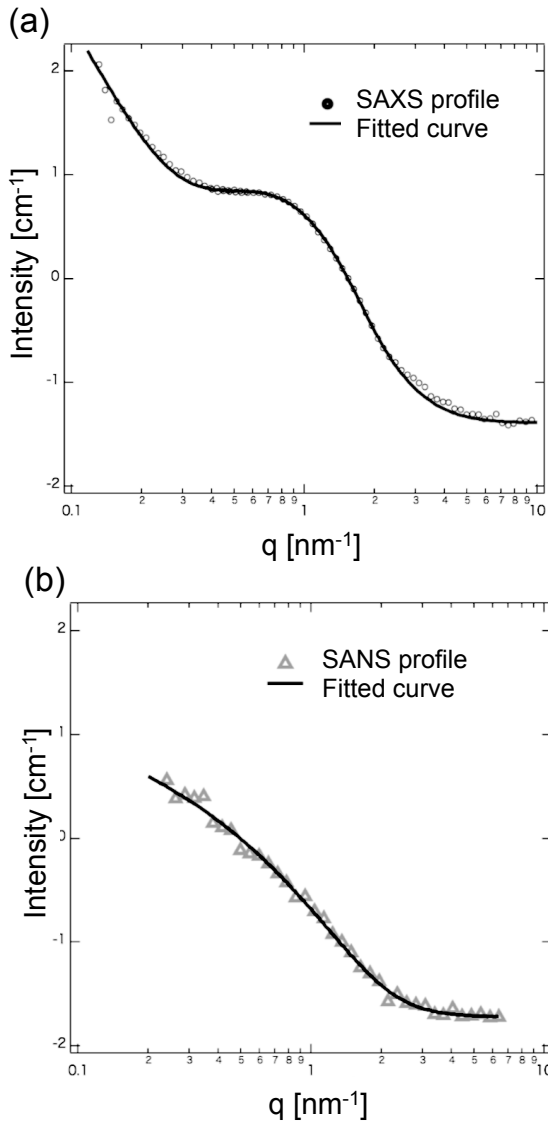 (a)
2
1
0
-1
-2
Intensity [cm-1]
SAXS profile
Fitted curve
0.1 2 3 4 5 6 7 8 9 1 2 3 4 5 6 7 8 9 10
q [nm-1]
(b)
2
1
0
-1
-2
Intensity [cm-1]
SANS profile
Fitted curve
0.1 2 3 4 5 6 7 8 9 1 2 3 4 5 6 7 8 9 10
q [nm-1]